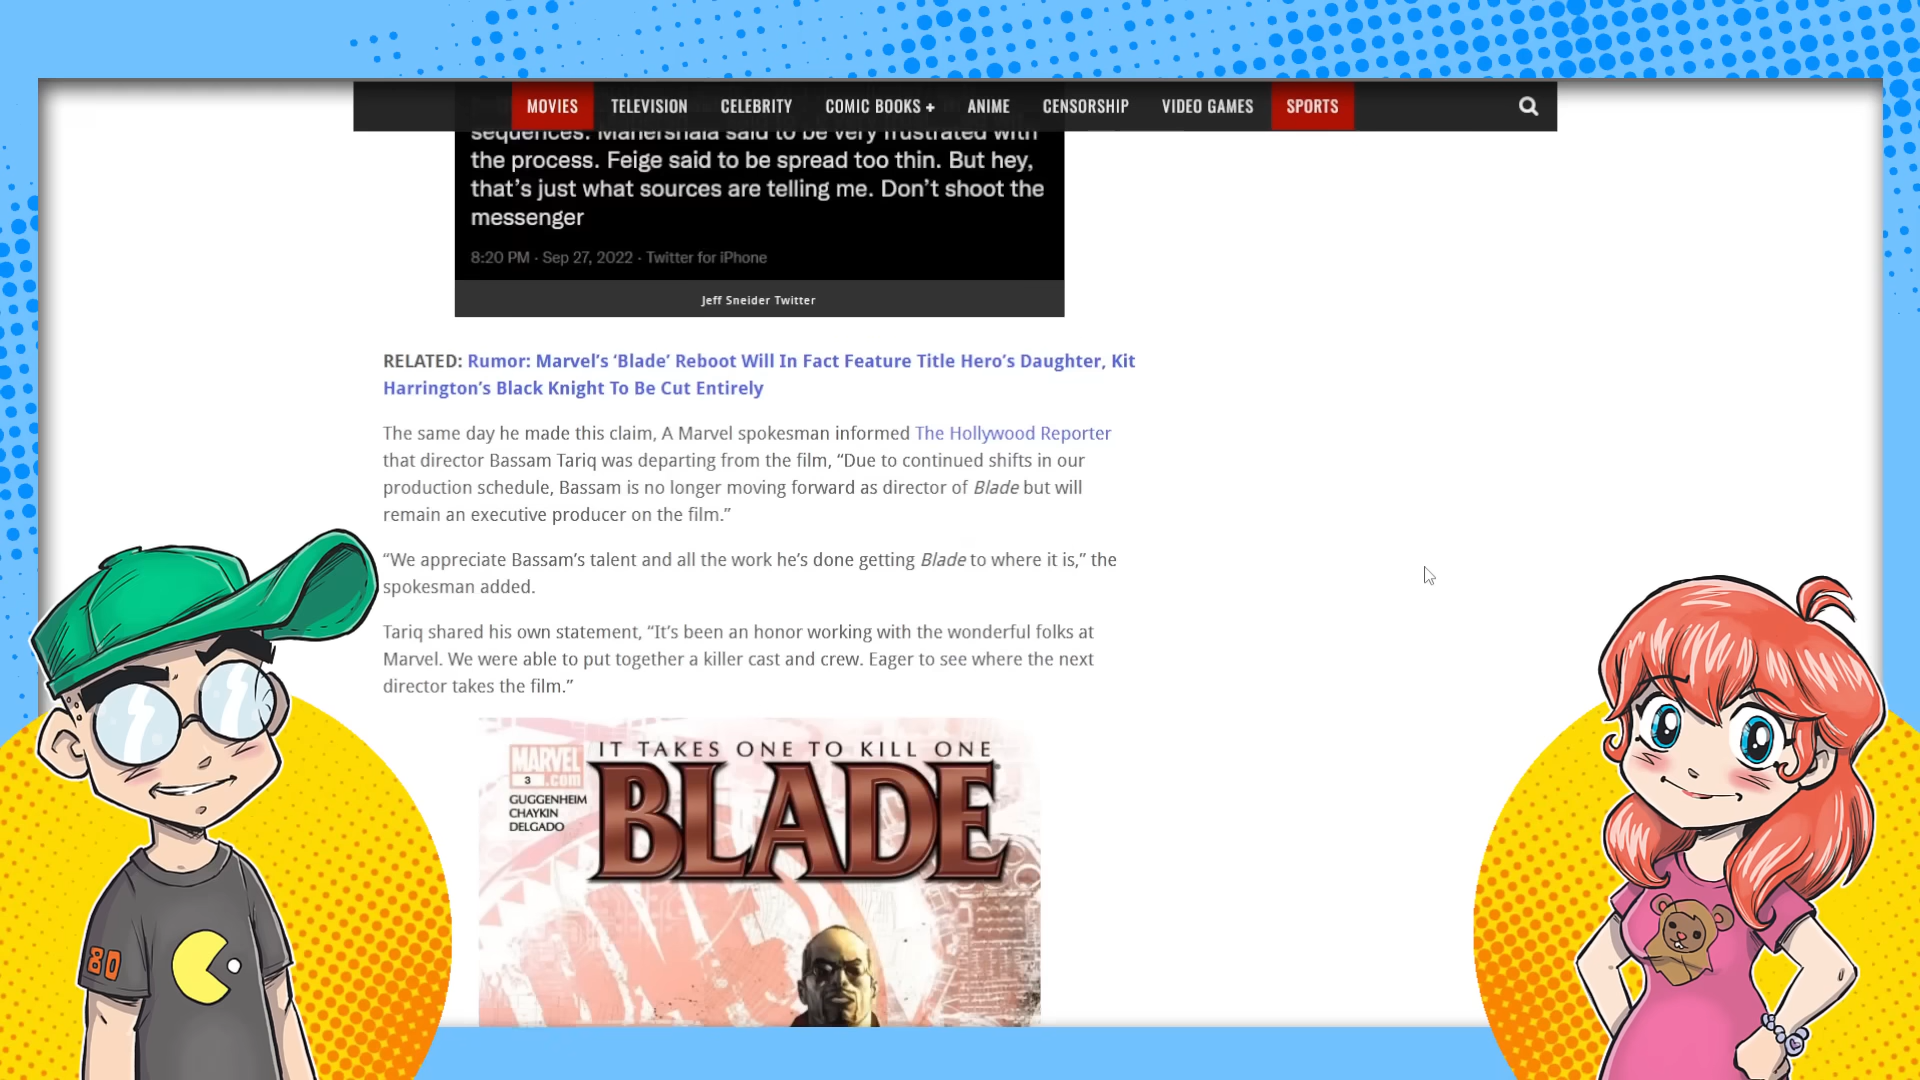 MOVIES TELEVISION CELEBRITY COMIC BOOKS + ANIME CENSORSHIP VIDEO GAMES SPORTS
sequences. Mahershala said to be very frustrated with
the process. Feige said to be spread too thin. But hey,
that’s just what sources are telling me. Don’t shoot the
messenger
8:20 PM · Sep 27, 2022 · Twitter for iPhone
Jeff Sneider Twitter
RELATED: Rumor: Marvel’s ‘Blade’ Reboot Will In Fact Feature Title Hero’s Daughter, Kit
Harrington’s Black Knight To Be Cut Entirely
The same day he made this claim, A Marvel spokesman informed The Hollywood Reporter
that director Bassam Tariq was departing from the film, “Due to continued shifts in our
production schedule, Bassam is no longer moving forward as director of Blade but will
remain an executive producer on the film.”
“We appreciate Bassam’s talent and all the work he’s done getting Blade to where it is,” the
spokesman added.
Tariq shared his own statement, “It’s been an honor working with the wonderful folks at
Marvel. We were able to put together a killer cast and crew. Eager to see where the next
director takes the film.”
IT TAKES ONE TO KILL ONE
MARVEL
3 .com
BLADE
GUGGENHEIM
CHAYKIN
DELGADO
80